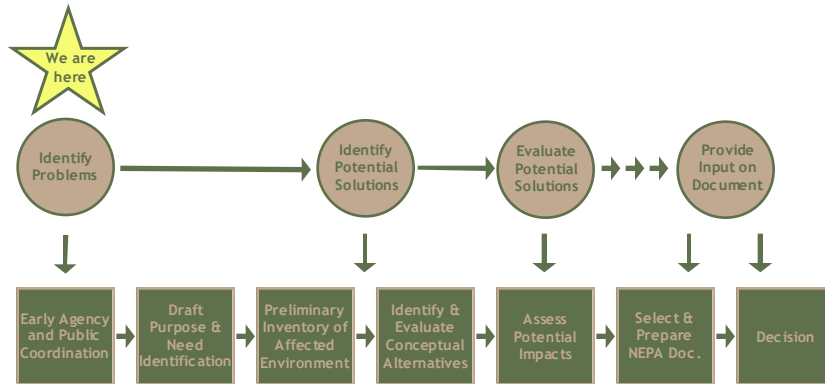 We are
here
Identify
Problems
Identify
Potential
Solutions
Evaluate
Potential
Solutions
Provide
Input on
Document
Early Agency
and Public
Coordination
Draft
Purpose &
Need
Identification
Preliminary
Inventory of
Affected
Environment
Identify &
Evaluate
Conceptual
Alternatives
Assess
Potential
Impacts
Select &
Prepare
NEPA Doc.
Decision